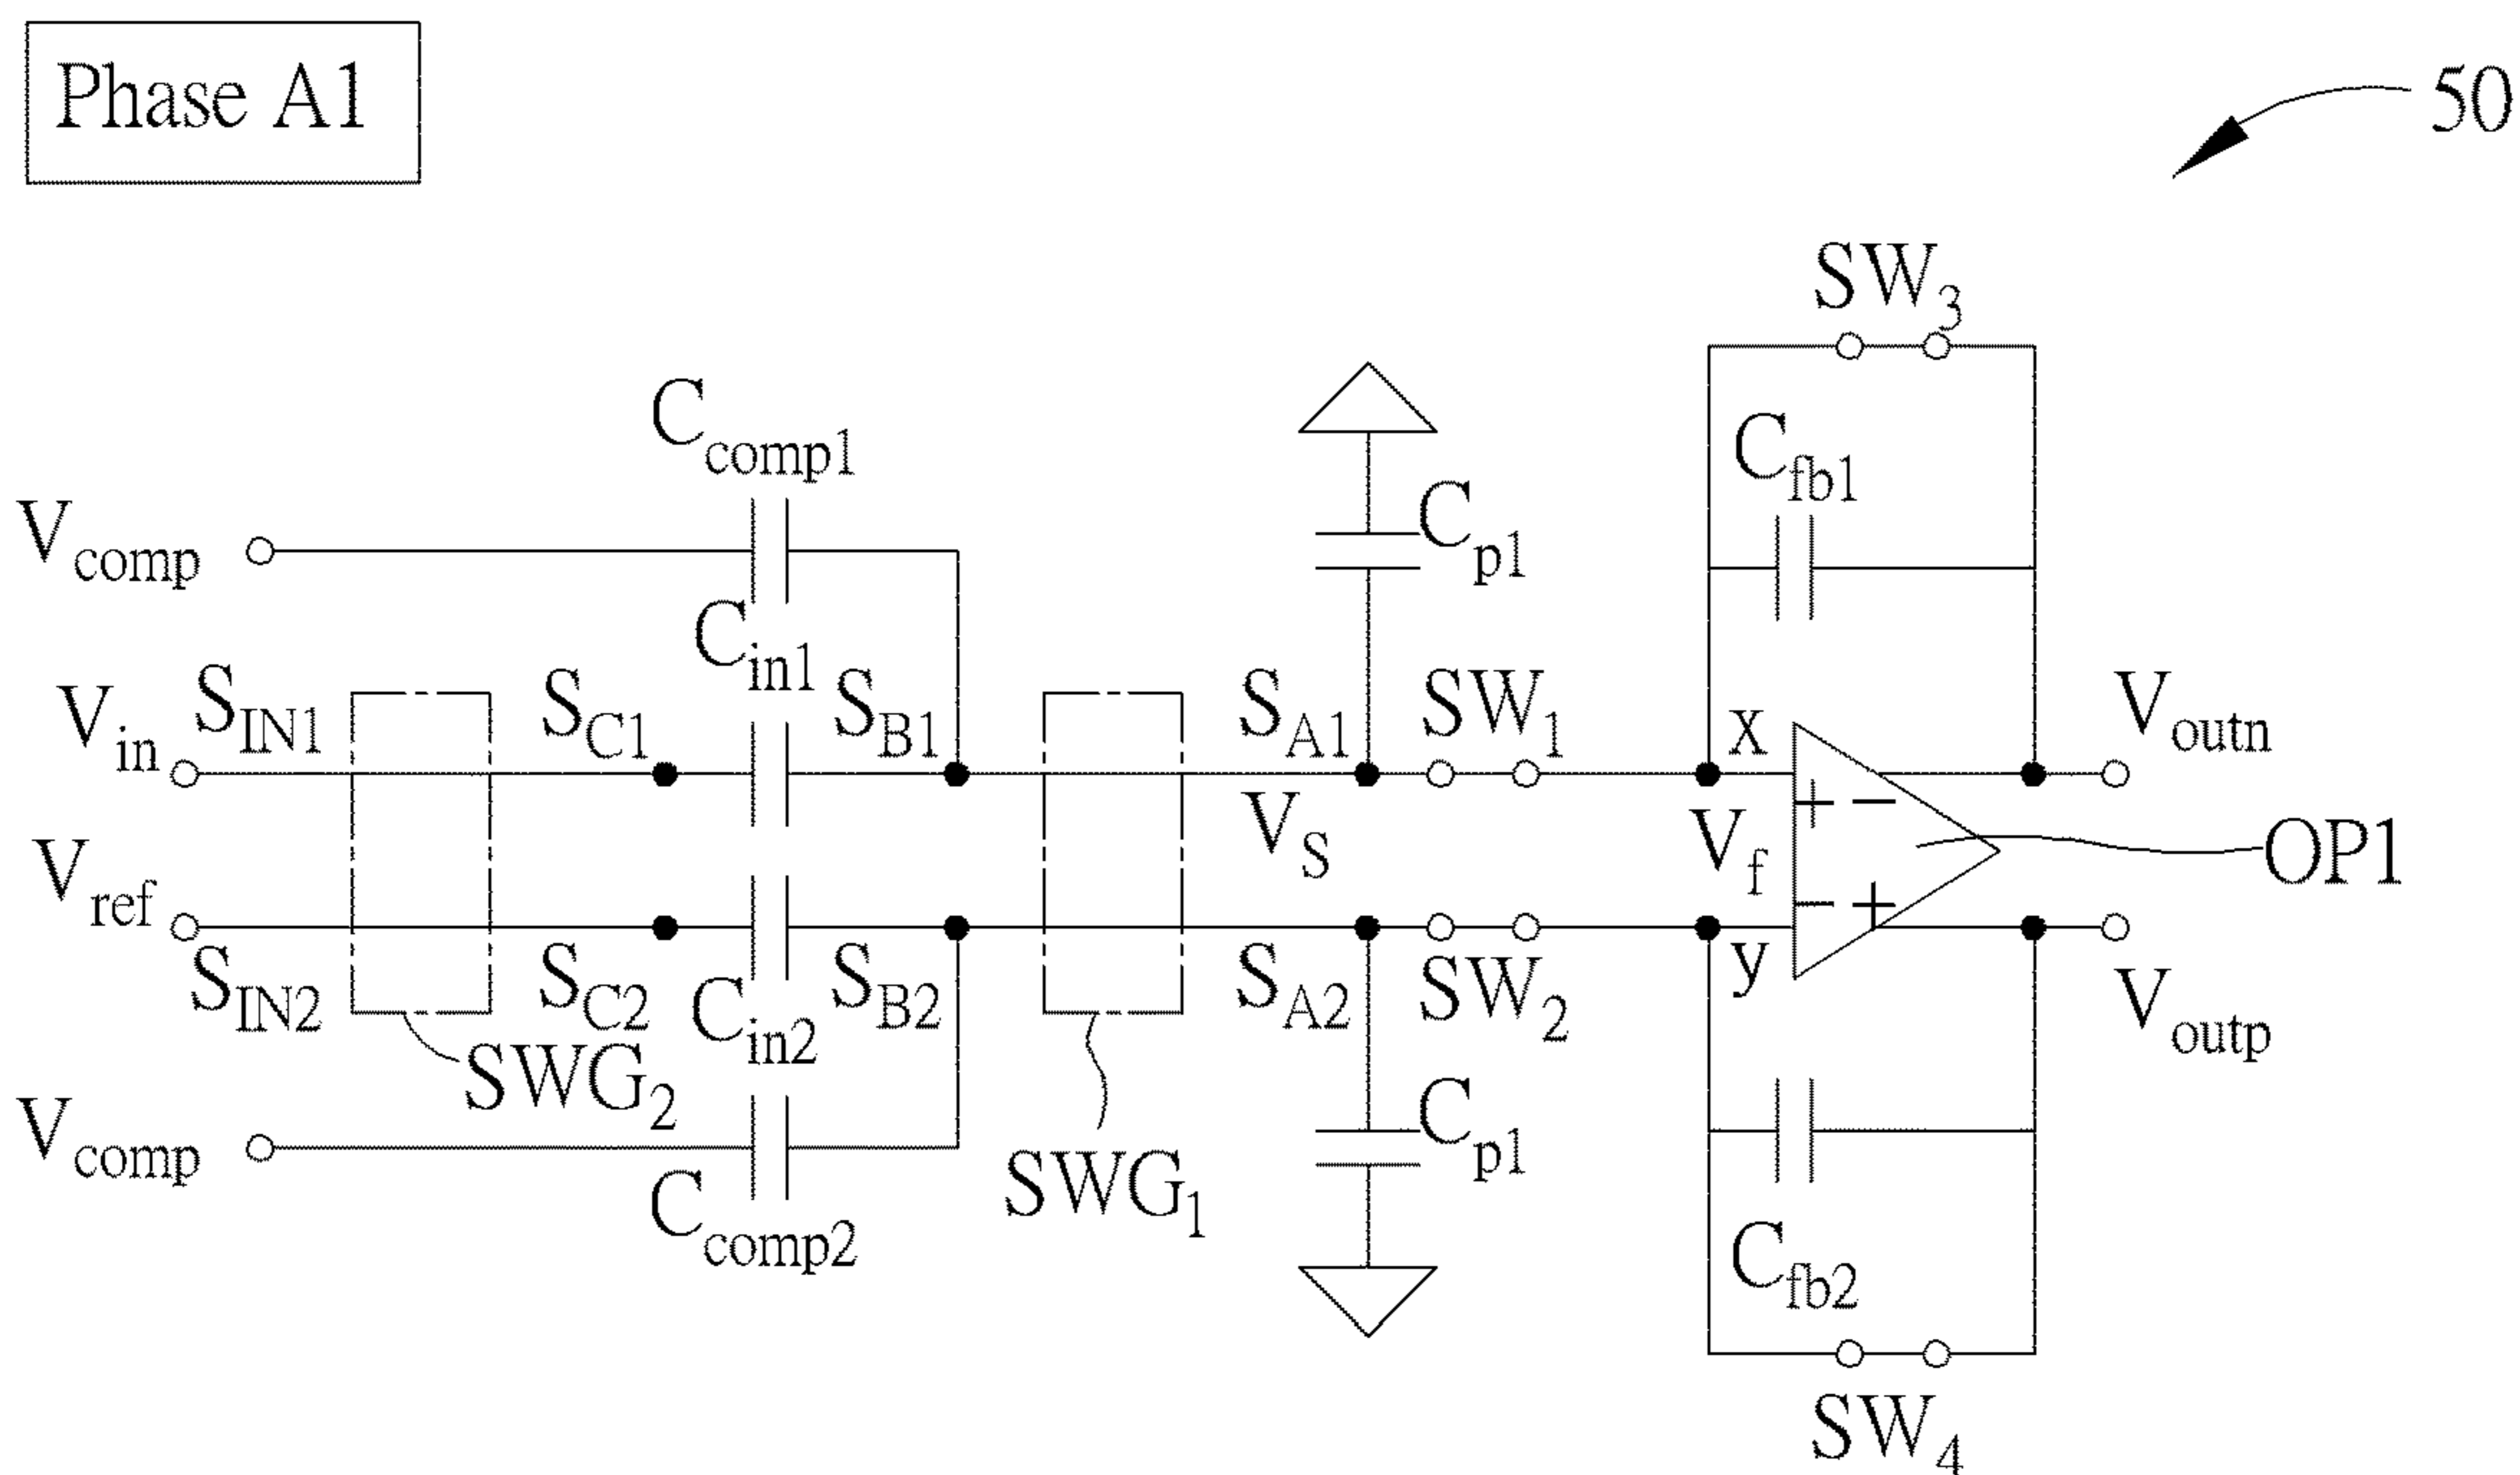 Phase A1
50
SW3
Ccomp1
Cfb1
Vcomp
Cp1
Cin1
Vin
SIN1
SC1
SB1
SA1
SW1
x
Voutn
+ −
VS
Vf
OP1
Vref
− +
SIN2
SC2
Cin2
SB2
SA2
SW2
y
Voutp
SWG2
Vcomp
Cp1
SWG1
Ccomp2
Cfb2
SW4